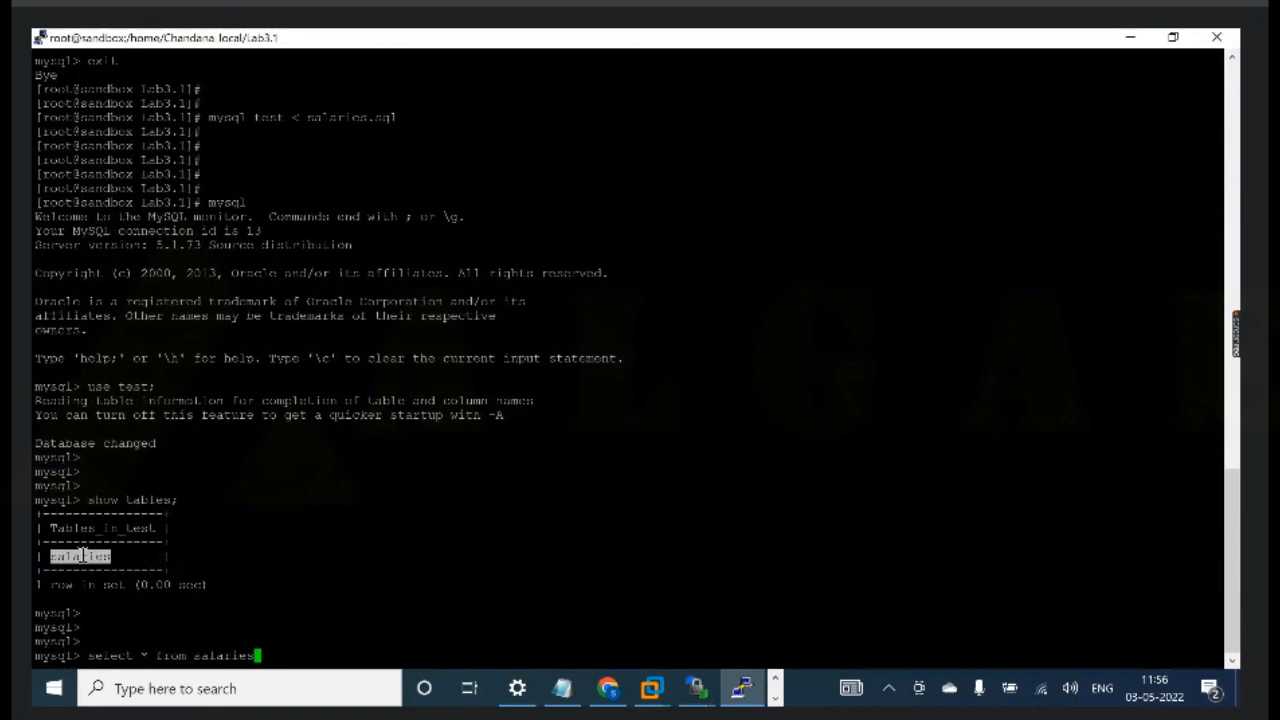 root@sandbox:/home/Chandana_local/Lab3.1
mysql> exit
Bye
[root@sandbox Lab3.1]#
[root@sandbox Lab3.1]#
[root@sandbox Lab3.1]# mysql test < salaries.sql
[root@sandbox Lab3.1]#
[root@sandbox Lab3.1]#
[root@sandbox Lab3.1]#
[root@sandbox Lab3.1]#
[root@sandbox Lab3.1]#
[root@sandbox Lab3.1]# mysql
Welcome to the MySQL monitor.  Commands end with ; or \g.
Your MySQL connection id is 13
Server version: 5.1.73 Source distribution
Copyright (c) 2000, 2013, Oracle and/or its affiliates. All rights reserved.
Oracle is a registered trademark of Oracle Corporation and/or its
affiliates. Other names may be trademarks of their respective
owners.
Type 'help;' or '\h' for help. Type '\c' to clear the current input statement.
mysql> use test;
Reading table information for completion of table and column names
You can turn off this feature to get a quicker startup with -A
Database changed
mysql>
mysql>
mysql>
mysql> show tables;
+----------------+
| Tables_in_test |
+----------------+
| salaries       |
+----------------+
1 row in set (0.00 sec)
mysql>
mysql>
mysql>
mysql> select * from salaries
Type here to search
ENG
11:56
03-05-2022
2